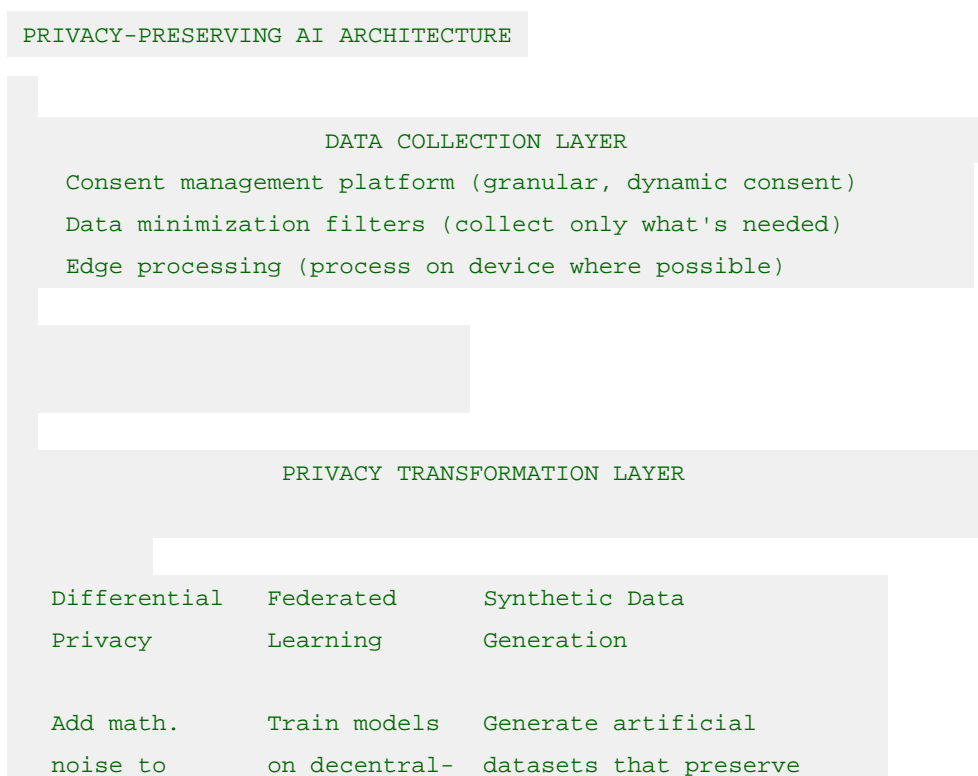 PRIVACY-PRESERVING AI ARCHITECTURE
DATA COLLECTION LAYER
Consent management platform (granular, dynamic consent)
Data minimization filters (collect only what's needed)
Edge processing (process on device where possible)
PRIVACY TRANSFORMATION LAYER
Differential Federated Synthetic Data
Privacy Learning Generation
Add math. Train models Generate artificial
noise to on decentral- datasets that preserve